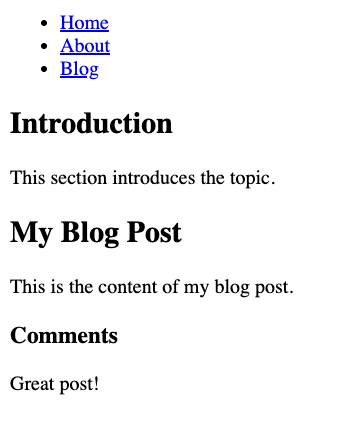 Home
About
Blog
Introduction
This section introduces the topic.
My Blog Post
This is the content of my blog post.
Comments
Great post!